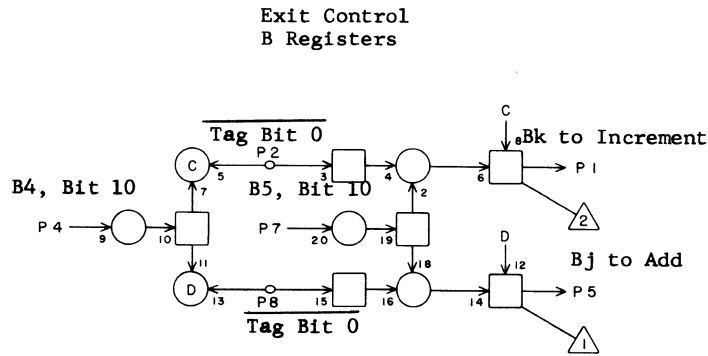 Exit Control
B Registers
C
8
Bk to Increment
Tag Bit 0
P2
C
5
3
4
6
P 1
7
2
B4, Bit 10
B5, Bit 10
2
P 4
9
10
P7
20
19
D
11
18
12
Bj to Add
D
13
P8
15
16
14
P 5
Tag Bit 0
1